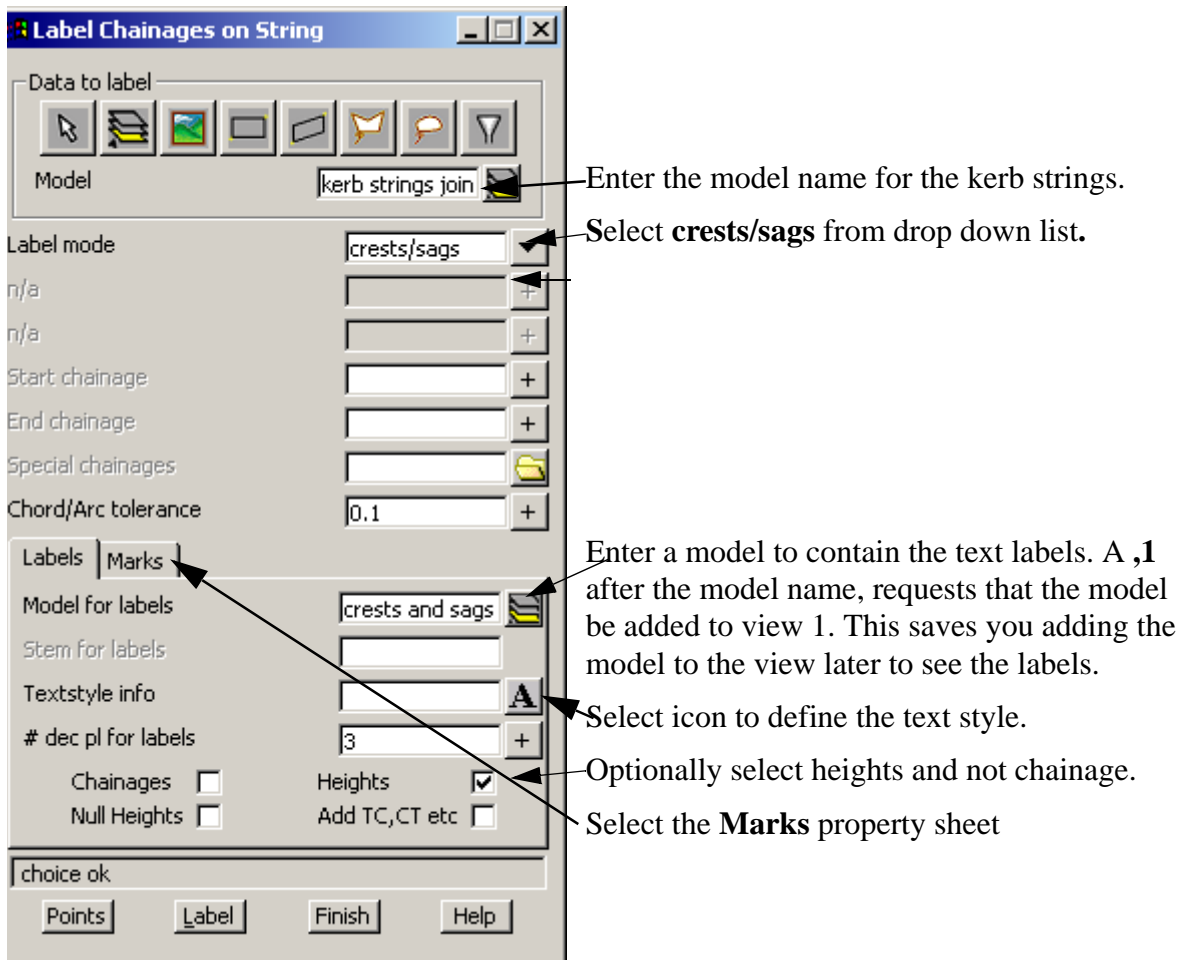 Label Chainages on String
Data to label
Model
kerb strings join
Enter the model name for the kerb strings.
Label mode
crests/sags
Select crests/sags from drop down list.
n/a
+
n/a
+
Start chainage
+
End chainage
+
Special chainages
Chord/Arc tolerance
0.1
+
Labels
Marks
Model for labels
crests and sags
Enter a model to contain the text labels. A ,1
after the model name, requests that the model
be added to view 1. This saves you adding the
model to the view later to see the labels.
Stem for labels
Textstyle info
A
Select icon to define the text style.
# dec pl for labels
3
+
Chainages
Heights
Optionally select heights and not chainage.
Null Heights
Add TC,CT etc
Select the Marks property sheet
choice ok
Points
Label
Finish
Help